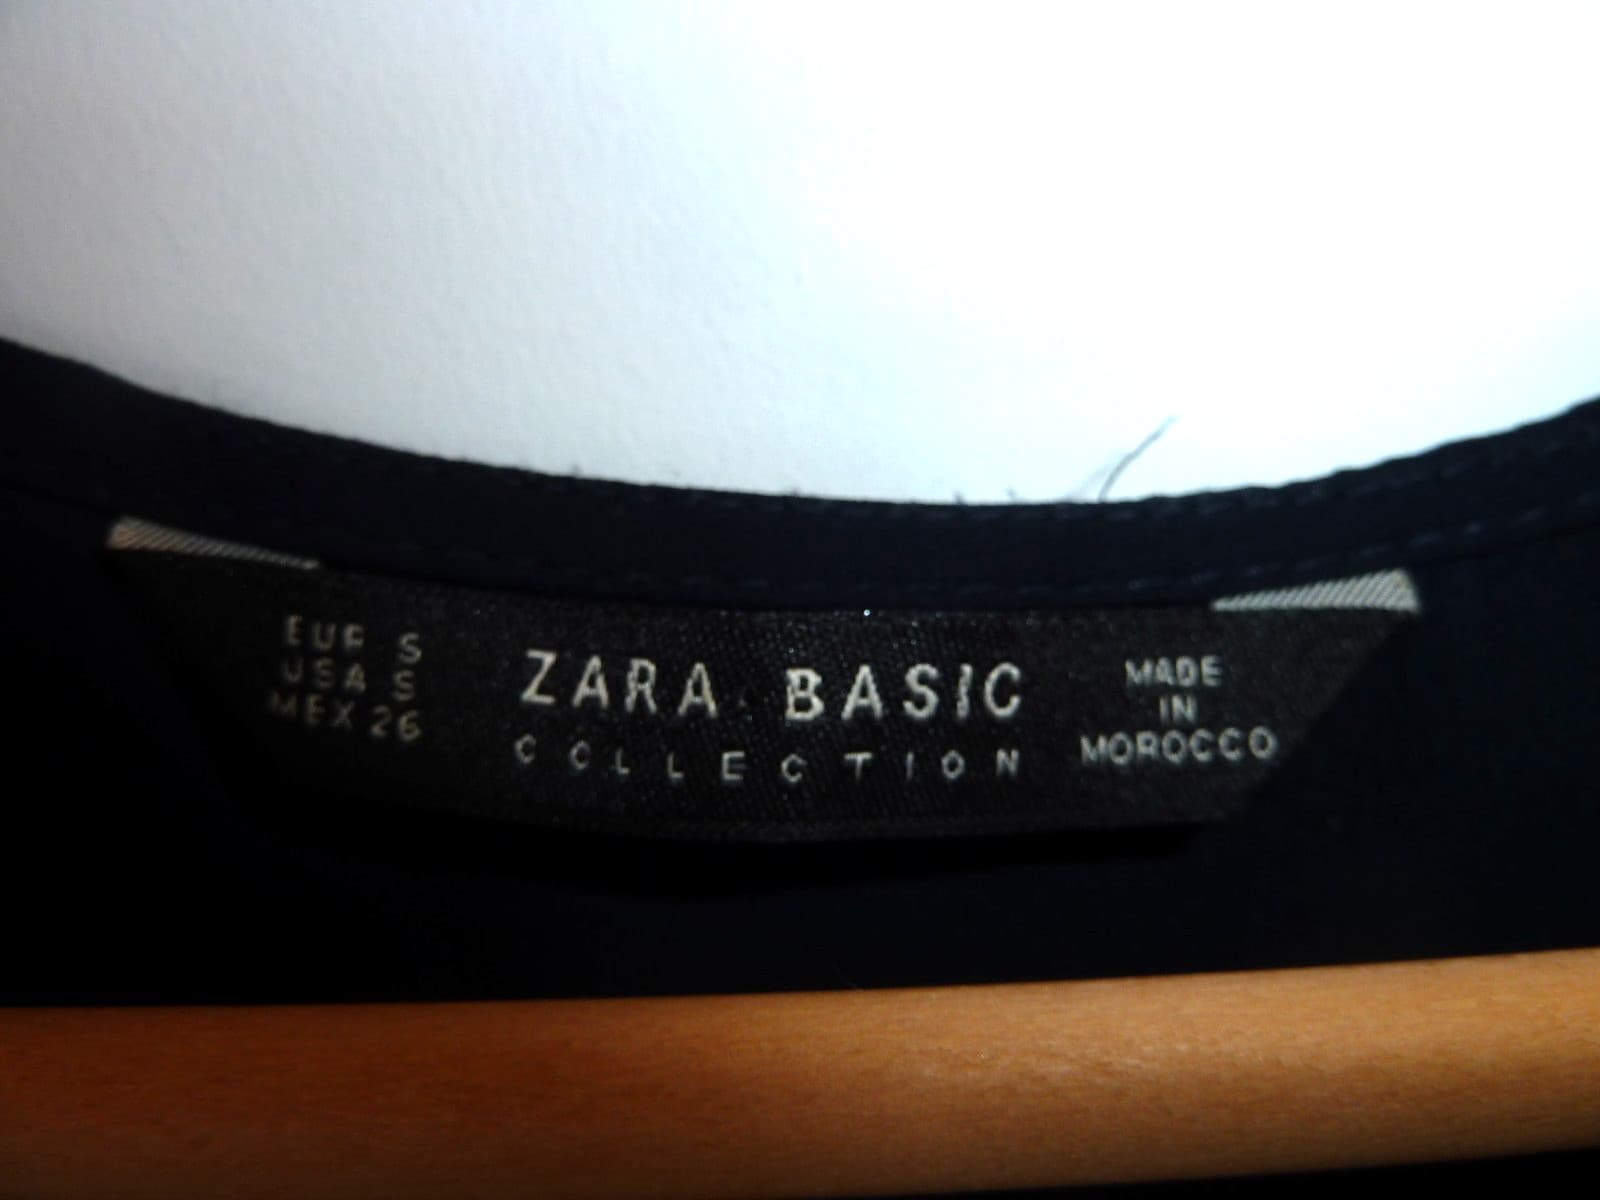 EUR S
USA S
MEX 26
ZARA BASIC
COLLECTION
MADE
IN
MOROCCO